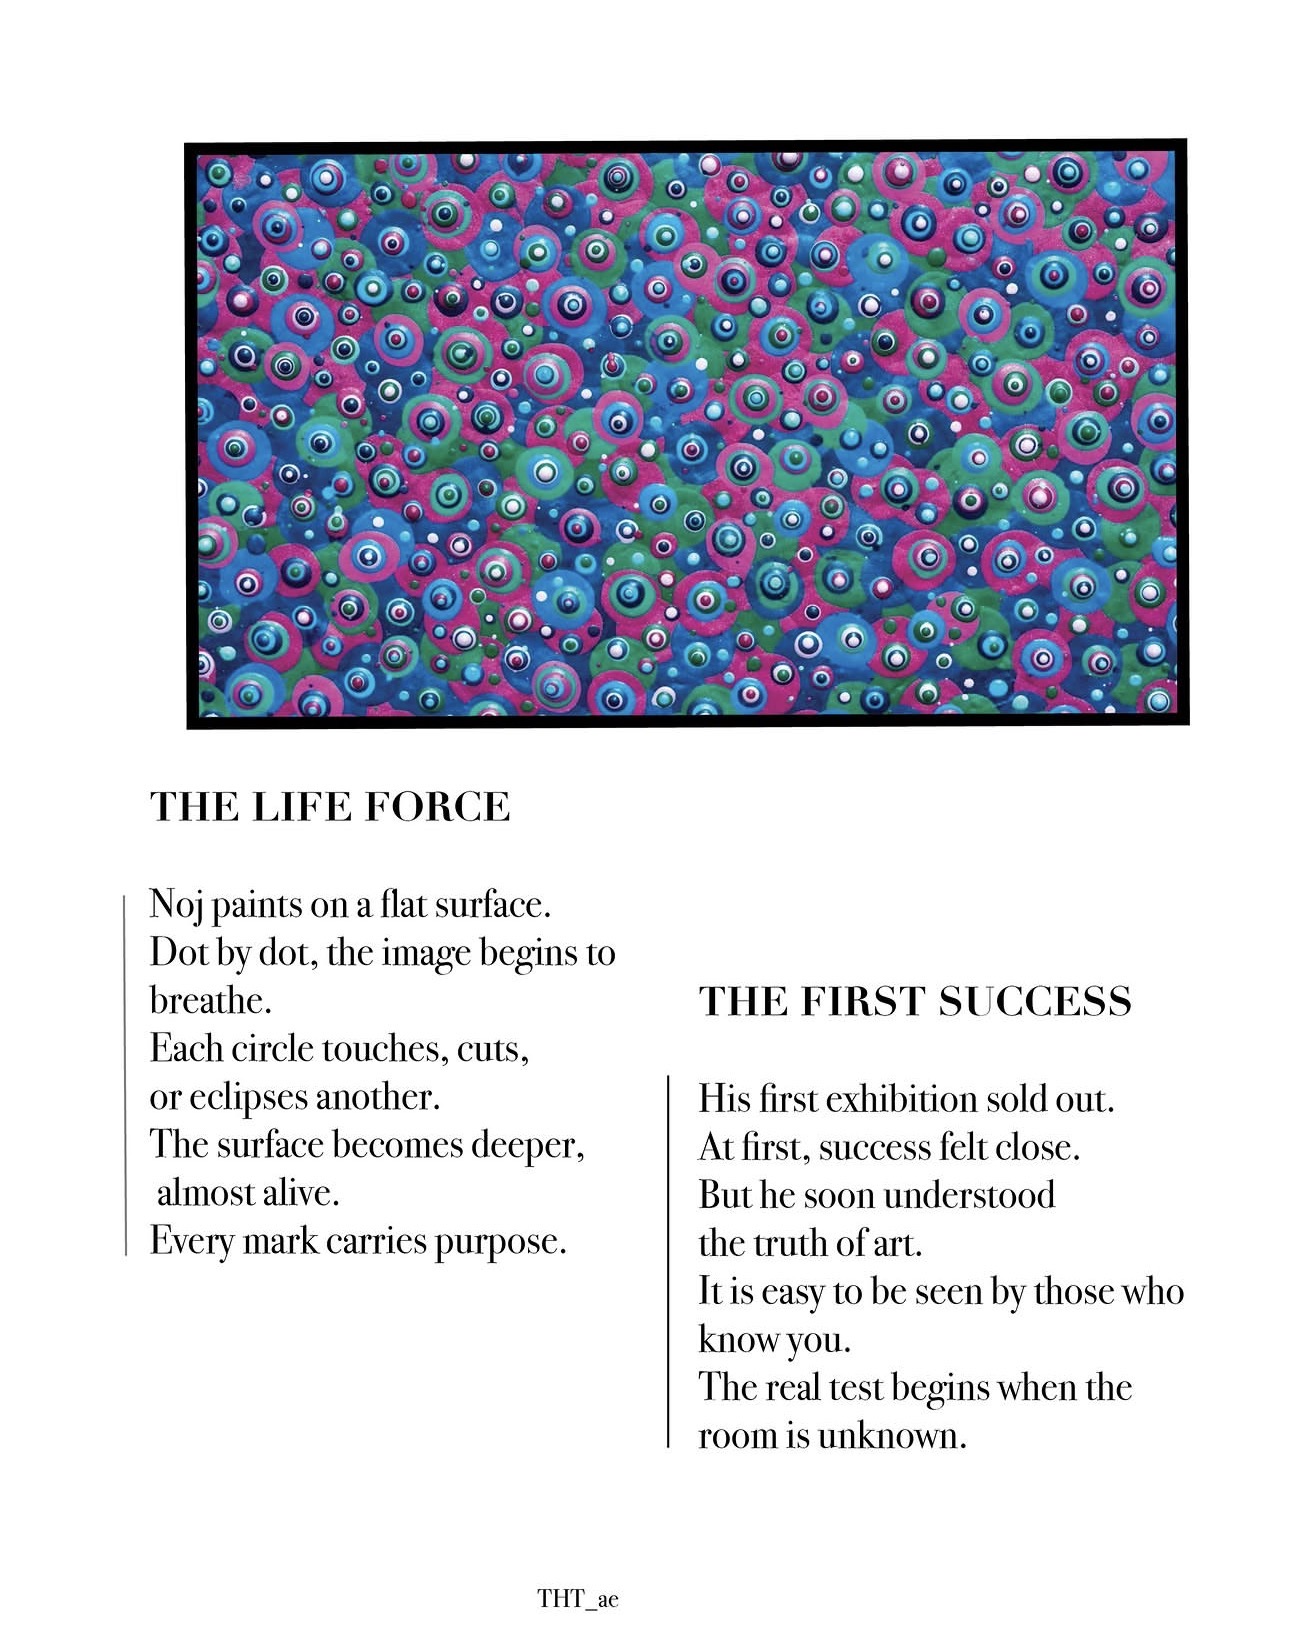 THE LIFE FORCE
Noj paints on a flat surface.
Dot by dot, the image begins to
breathe.
Each circle touches, cuts,
or eclipses another.
The surface becomes deeper,
almost alive.
Every mark carries purpose.
THE FIRST SUCCESS
His first exhibition sold out.
At first, success felt close.
But he soon understood
the truth of art.
It is easy to be seen by those who
know you.
The real test begins when the
room is unknown.
THT_ae